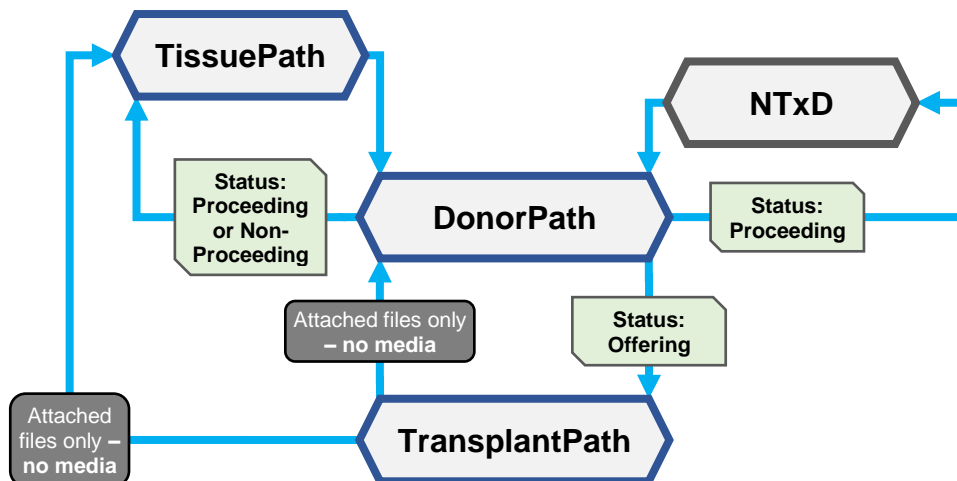 TissuePath
NTxD
Status:
Proceeding
or Non-
Proceeding
DonorPath
Status:
Proceeding
Attached files only
– no media
Status:
Offering
Attached
files only –
no media
TransplantPath